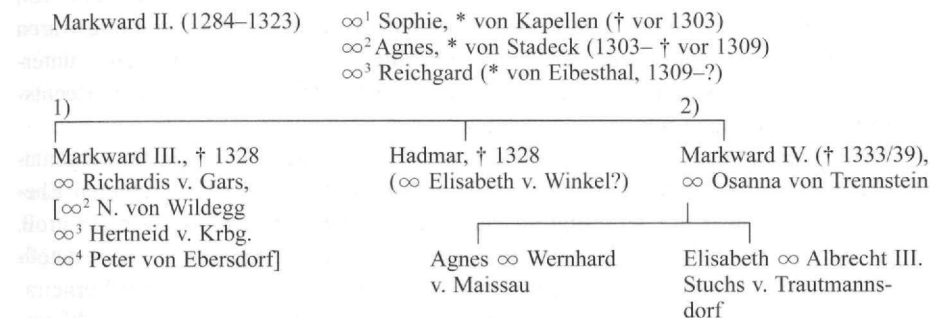 Markward II. (1284–1323)
∞¹ Sophie, * von Kapellen († vor 1303)
∞² Agnes, * von Stadeck (1303– † vor 1309)
∞³ Reichgard (* von Eibesthal, 1309–?)
1)
2)
Markward III., † 1328
∞ Richardis v. Gars,
[∞² N. von Wildegg
∞³ Hertneid v. Krbg.
∞⁴ Peter von Ebersdorf]
Hadmar, † 1328
(∞ Elisabeth v. Winkel?)
Markward IV. († 1333/39),
∞ Osanna von Trennstein
Agnes ∞ Wernhard
v. Maissau
Elisabeth ∞ Albrecht III.
Stuchs v. Trautmanns-
dorf